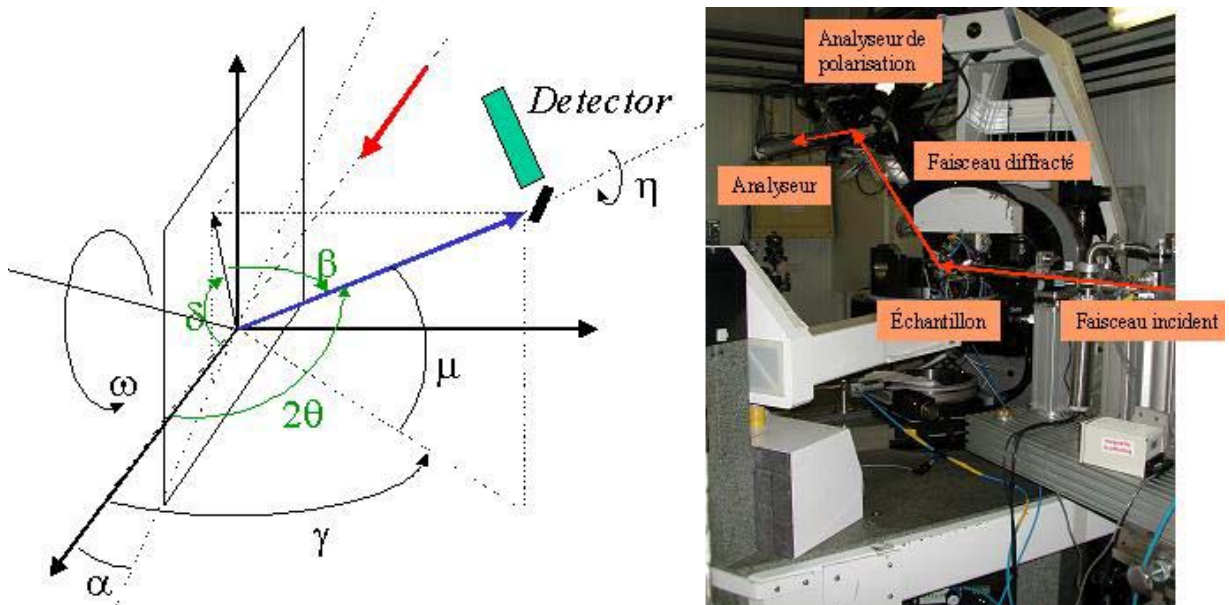 Detector
η
β
δ
ω
μ
2θ
γ
α
Analyseur de
polarisation
Faisceau diffracté
Analyseur
Échantillon
Faisceau incident